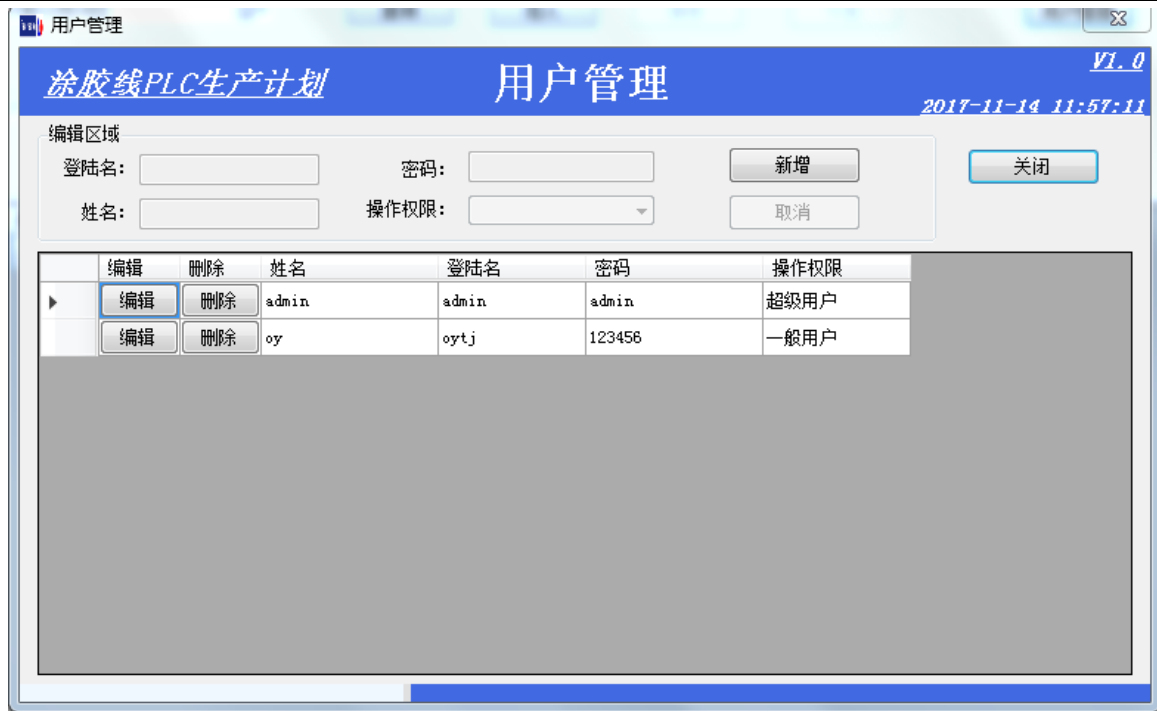 用户管理
涂胶线PLC生产计划
用户管理
V1.0
2017-11-14 11:57:11
编辑区域
登陆名:
密码:
新增
关闭
姓名:
操作权限:
取消
编辑 删除 姓名 登陆名 密码 操作权限
编辑 删除 admin admin admin 超级用户
编辑 删除 oy oytj 123456 一般用户